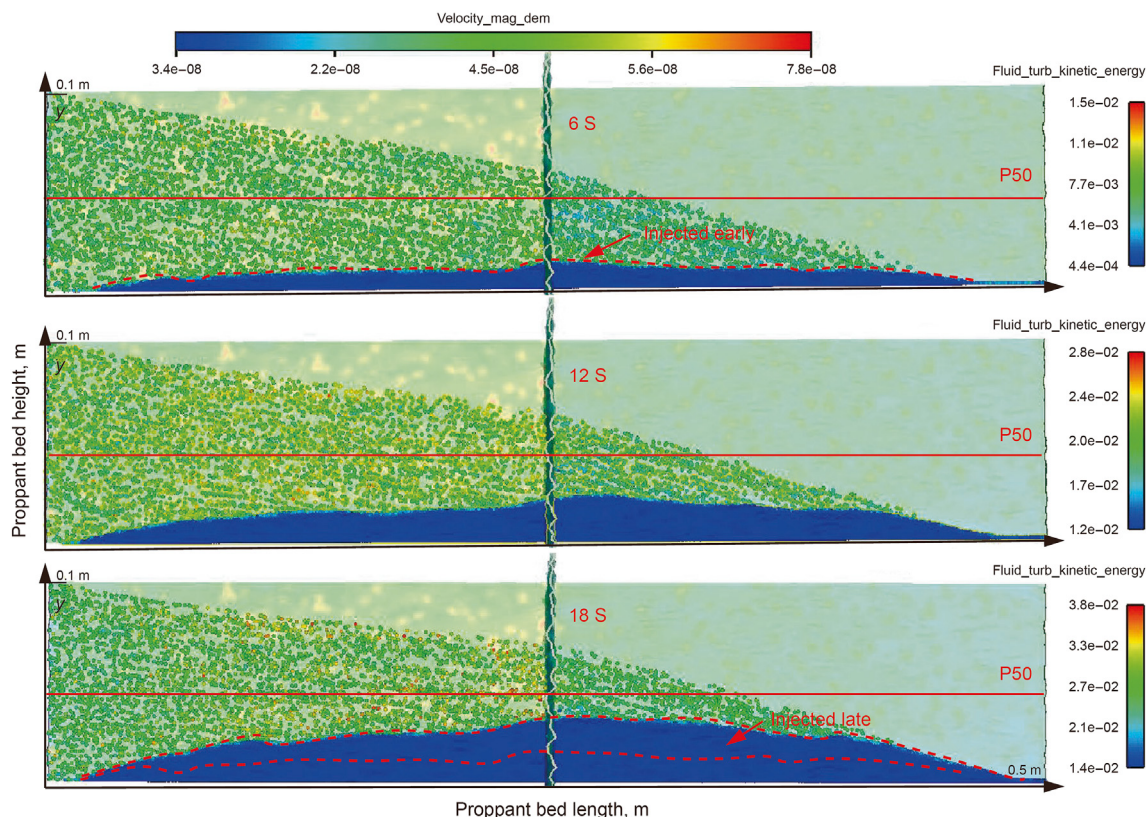 Velocity_mag_dem
3.4e-08 2.2e-08 4.5e-08 5.6e-08 7.8e-08
Fluid_turb_kinetic_energy
0.1 m
y
6 S
P50
Injected early
1.5e-02
1.1e-02
7.7e-03
4.1e-03
4.4e-04
Fluid_turb_kinetic_energy
0.1 m
y
12 S
P50
2.8e-02
2.4e-02
2.0e-02
1.7e-02
1.2e-02
Proppant bed height, m
Fluid_turb_kinetic_energy
0.1 m
y
18 S
P50
Injected late
0.5 m
3.8e-02
3.3e-02
2.7e-02
2.1e-02
1.4e-02
Proppant bed length, m